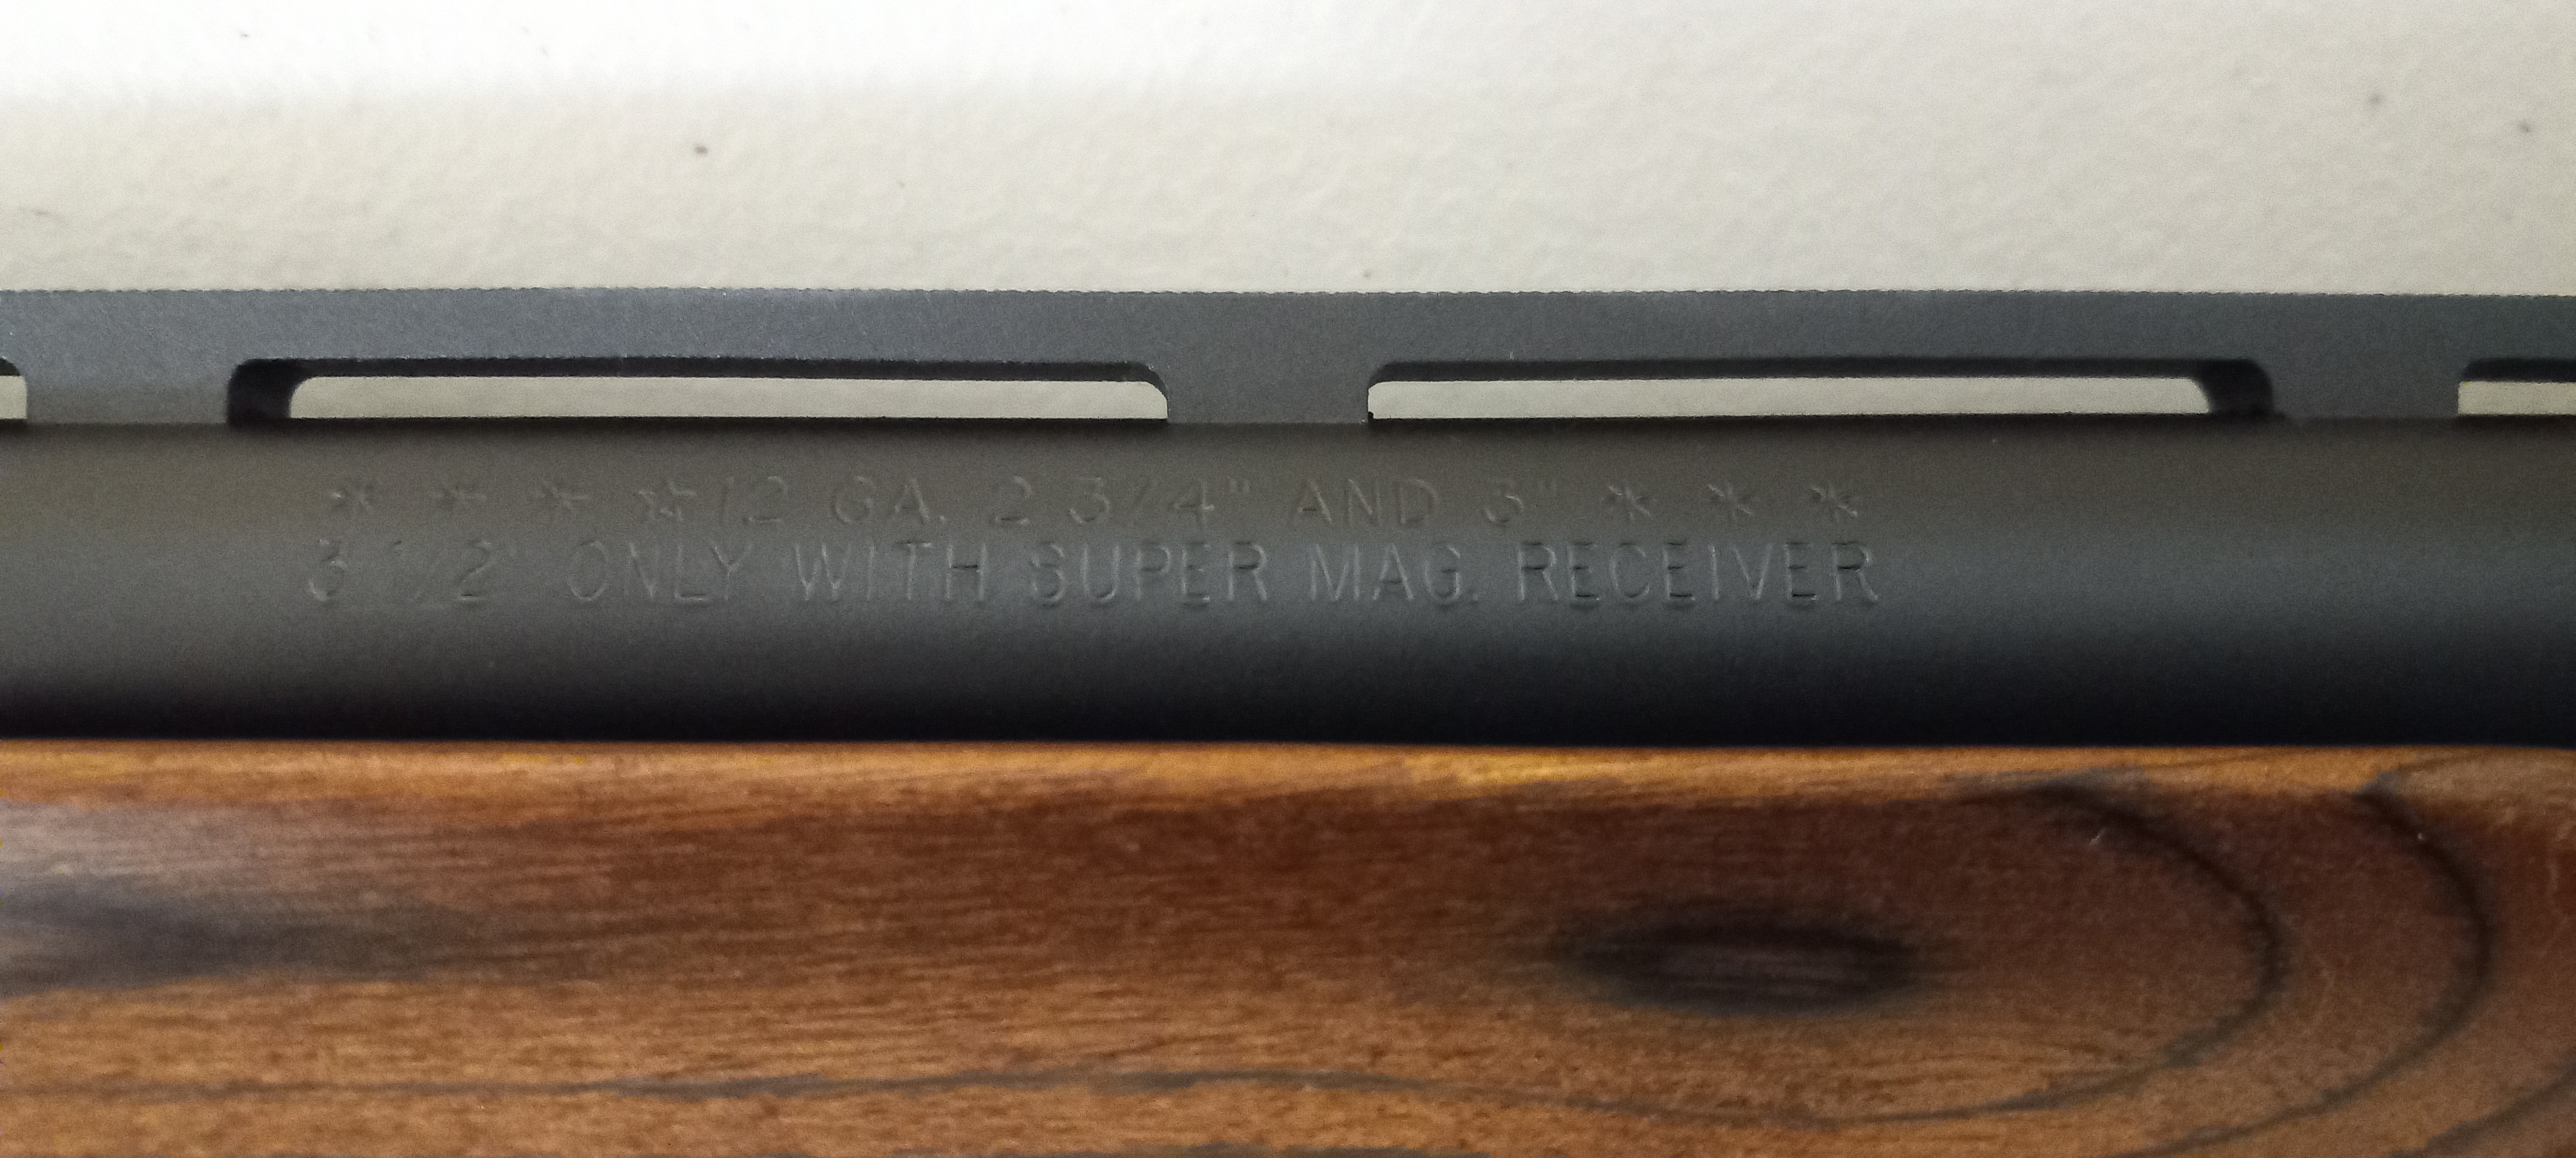 * * * ☆12 GA. 2 3/4" AND 3" * * *
3 1/2" ONLY WITH SUPER MAG. RECEIVER